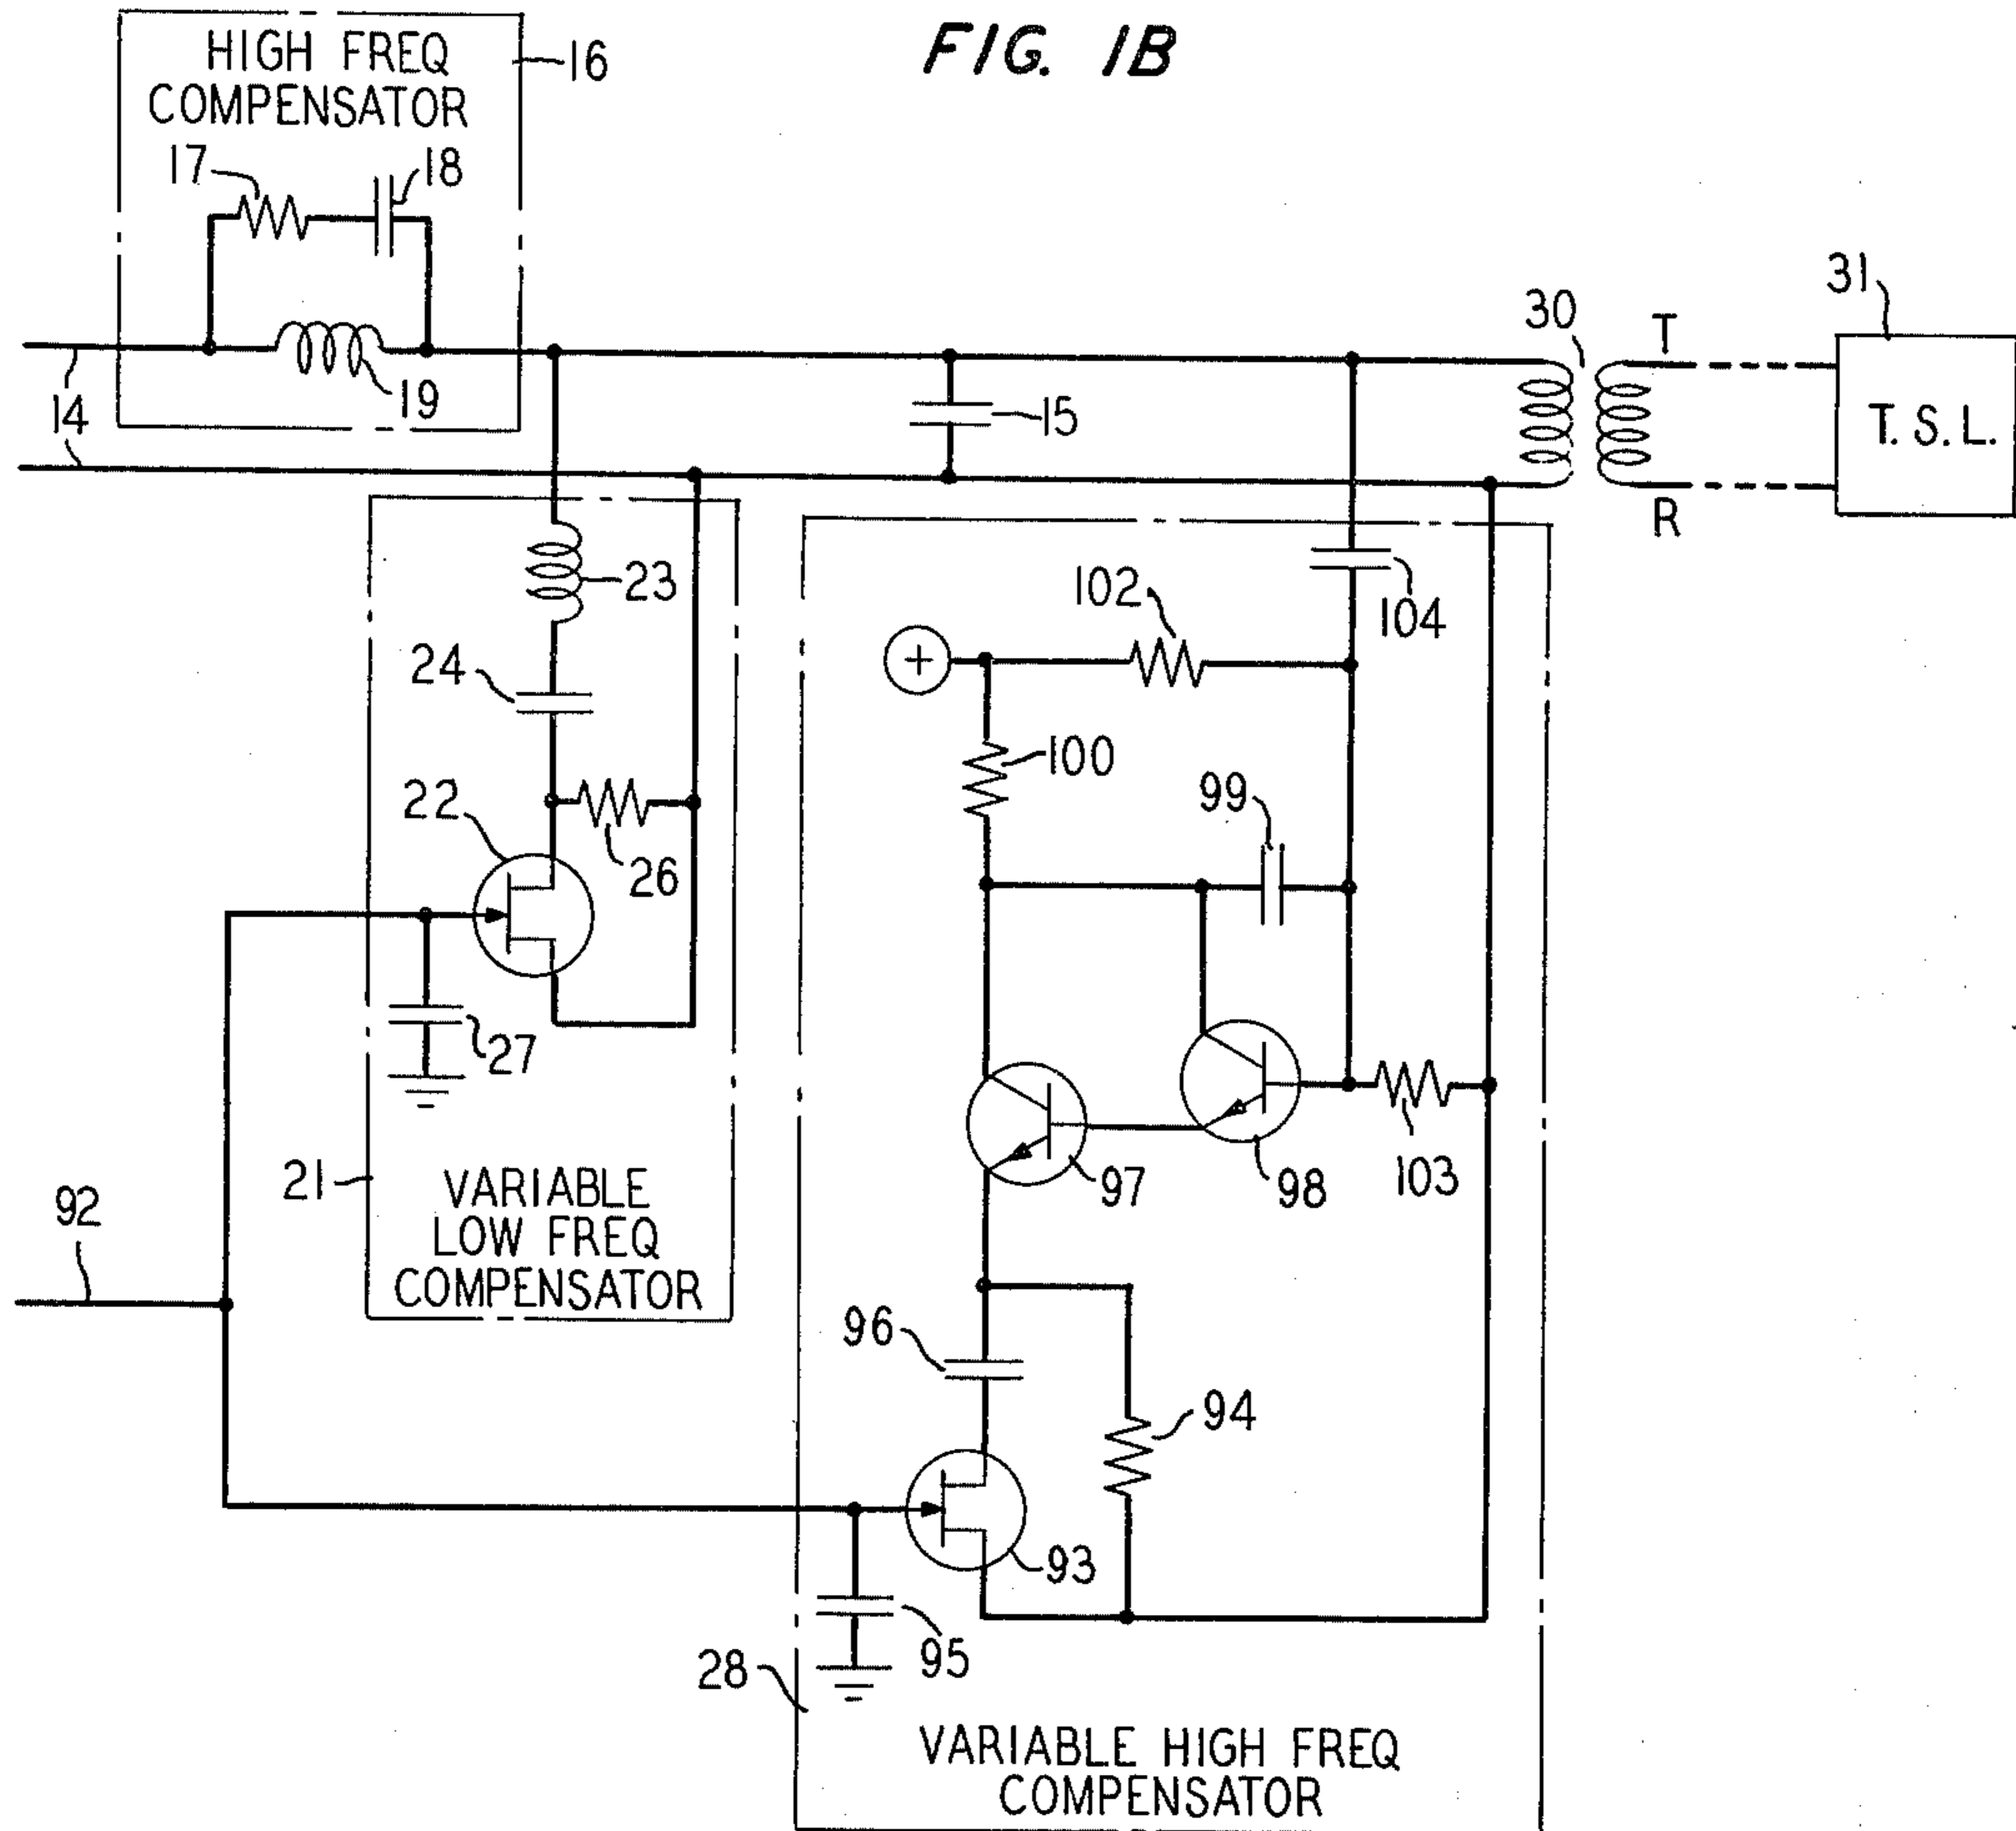 FIG. 1B
HIGH FREQ
COMPENSATOR
16
17
18
19
14
15
30
T
R
31
T. S. L.
23
24
22
26
27
21
VARIABLE
LOW FREQ
COMPENSATOR
92
102
104
+
100
99
97
98
103
96
94
93
95
28
VARIABLE HIGH FREQ
COMPENSATOR